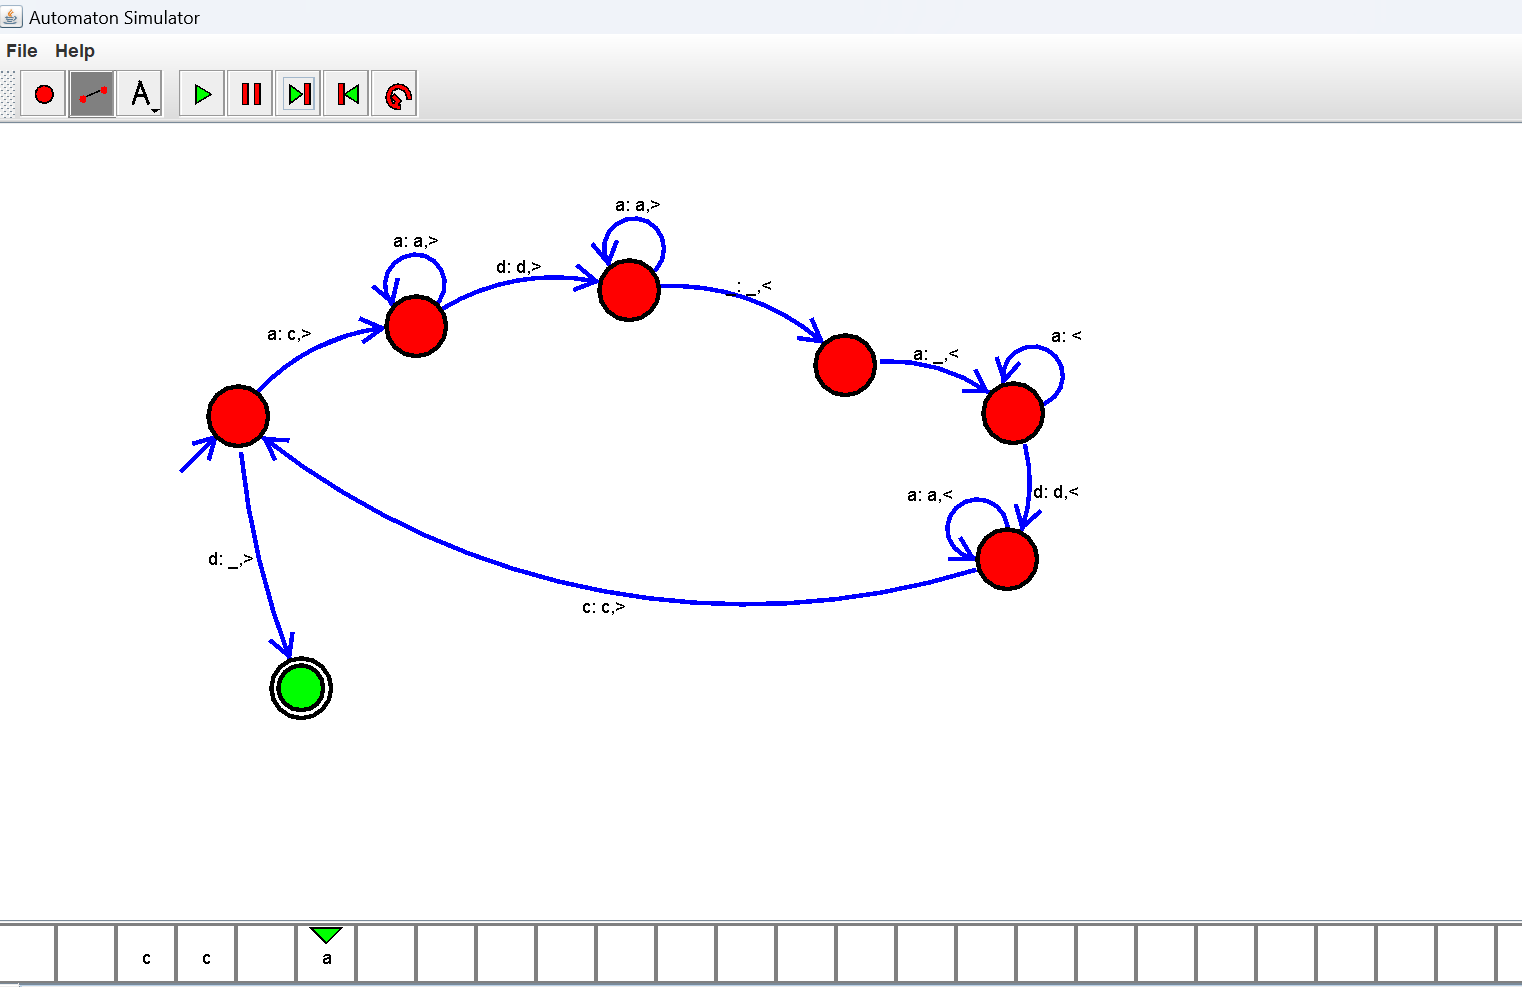 Automaton Simulator
File Help
A
a: a,>
a: a,>
d: d,>
_: _,<
a: c,>
a: <
a: _,<
a: a,<
d: d,<
d: _,>
c: c,>
c c a